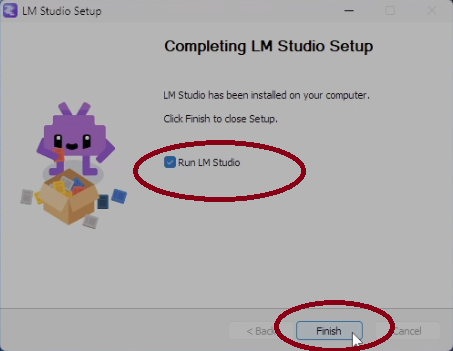 LM Studio Setup
Completing LM Studio Setup
LM Studio has been installed on your computer.
Click Finish to close Setup.
Run LM Studio
< Back
Finish
Cancel